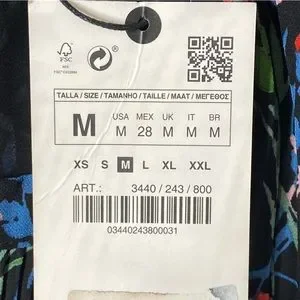 FSC
TALLA / SIZE / TAMANHO / TAILLE / MAAT / ΜΕΓΕΘΟΣ
M USA MEX UK IT BR
M 28 M M M
XS S M L XL XXL
ART.: 3440 / 243 / 800
03440243800031